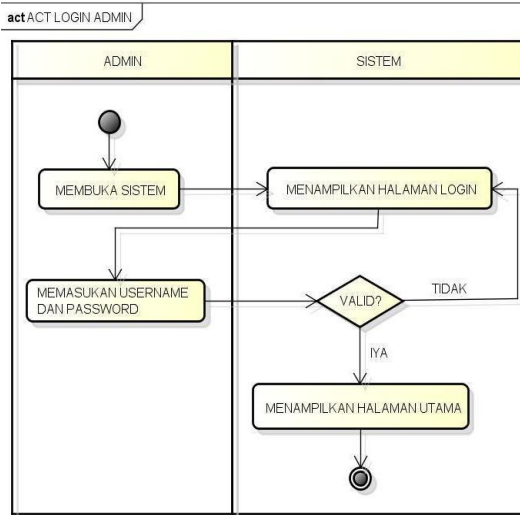 act ACT LOGIN ADMIN
ADMIN
SISTEM
MEMBUKA SISTEM
MENAMPILKAN HALAMAN LOGIN
MEMASUKAN USERNAME
DAN PASSWORD
VALID?
TIDAK
IYA
MENAMPILKAN HALAMAN UTAMA